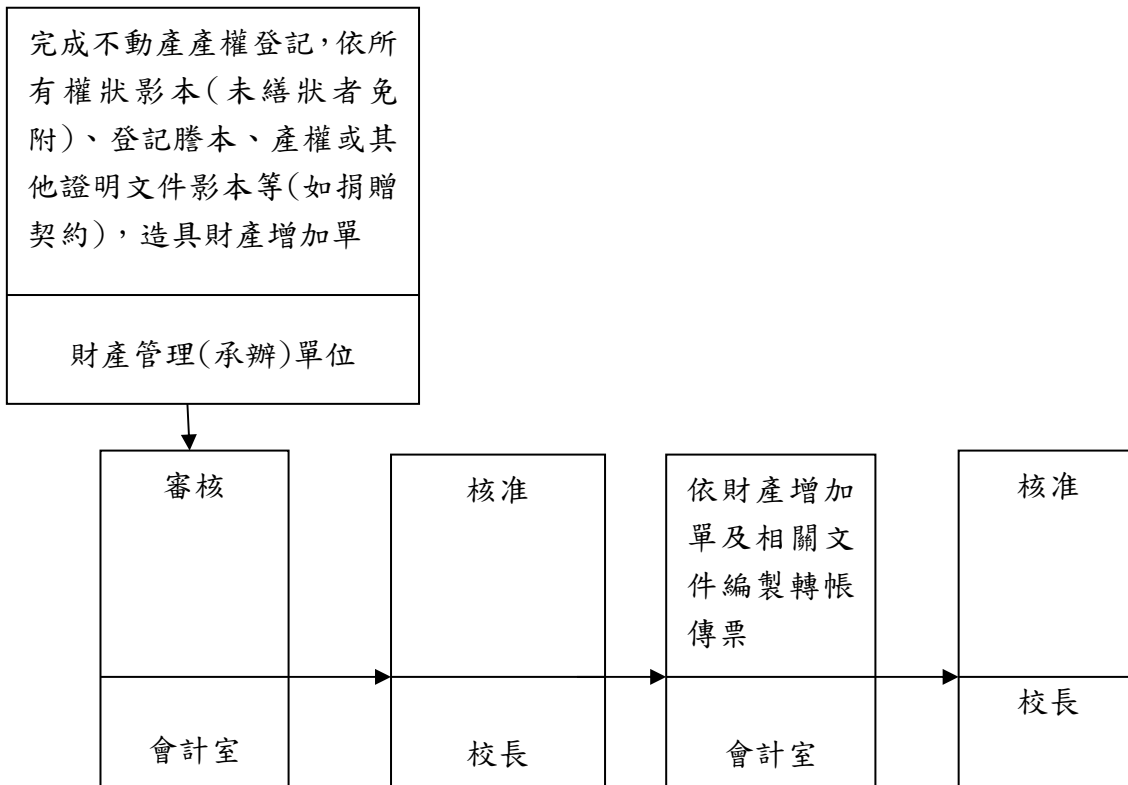 完成不動產產權登記，依所
有權狀影本(未繕狀者免
附)、登記謄本、產權或其
他證明文件影本等(如捐贈
契約)，造具財產增加單
財產管理(承辦)單位
審核
會計室
核准
校長
依財產增加
單及相關文
件編製轉帳
傳票
會計室
核准
校長